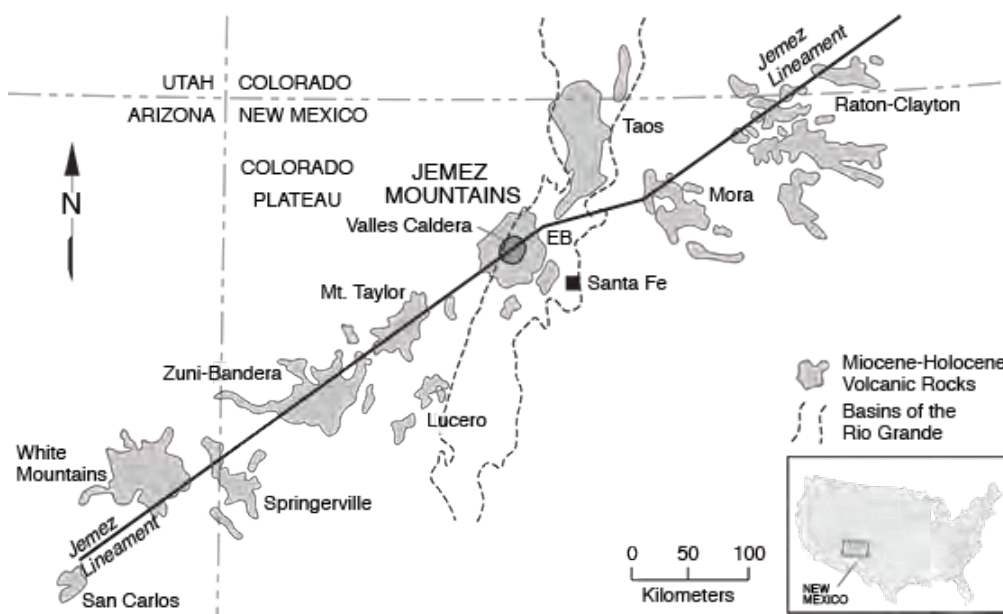 Jemez
Lineament
UTAH
COLORADO
ARIZONA
NEW MEXICO
Raton-Clayton
Taos
COLORADO
PLATEAU
JEMEZ
MOUNTAINS
N
Mora
Valles Caldera
EB
Santa Fe
Mt. Taylor
Zuni-Bandera
Miocene-Holocene
Volcanic Rocks
Lucero
Basins of the
Rio Grande
White
Mountains
Springerville
Jemez
Lineament
San Carlos
0 50 100
Kilometers
NEW
MEXICO